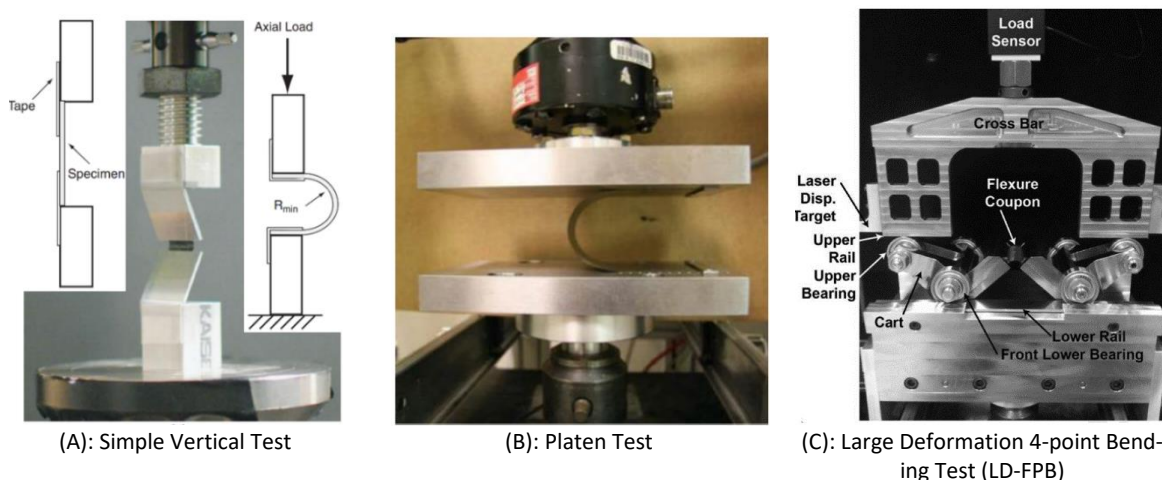 Tape
Specimen
Axial Load
Rmin
KAISE
(A): Simple Vertical Test
A
(B): Platen Test
Load
Sensor
Cross Bar
Laser
Disp.
Target
Flexure
Coupon
Upper
Rail
Upper
Bearing
Cart
Lower Rail
Front Lower Bearing
(C): Large Deformation 4-point Bend-
ing Test (LD-FPB)